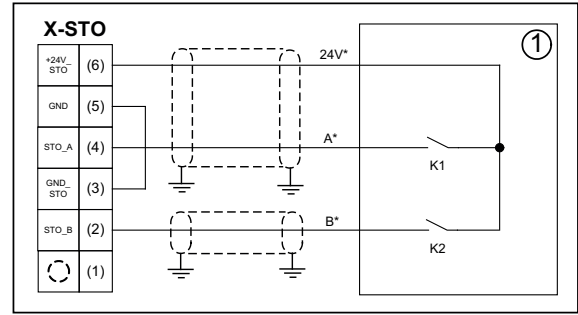 X-STO
1
+24V_
STO
(6)
24V*
GND
(5)
STO_A
(4)
A*
K1
GND_
STO
(3)
STO_B
(2)
B*
K2
(1)